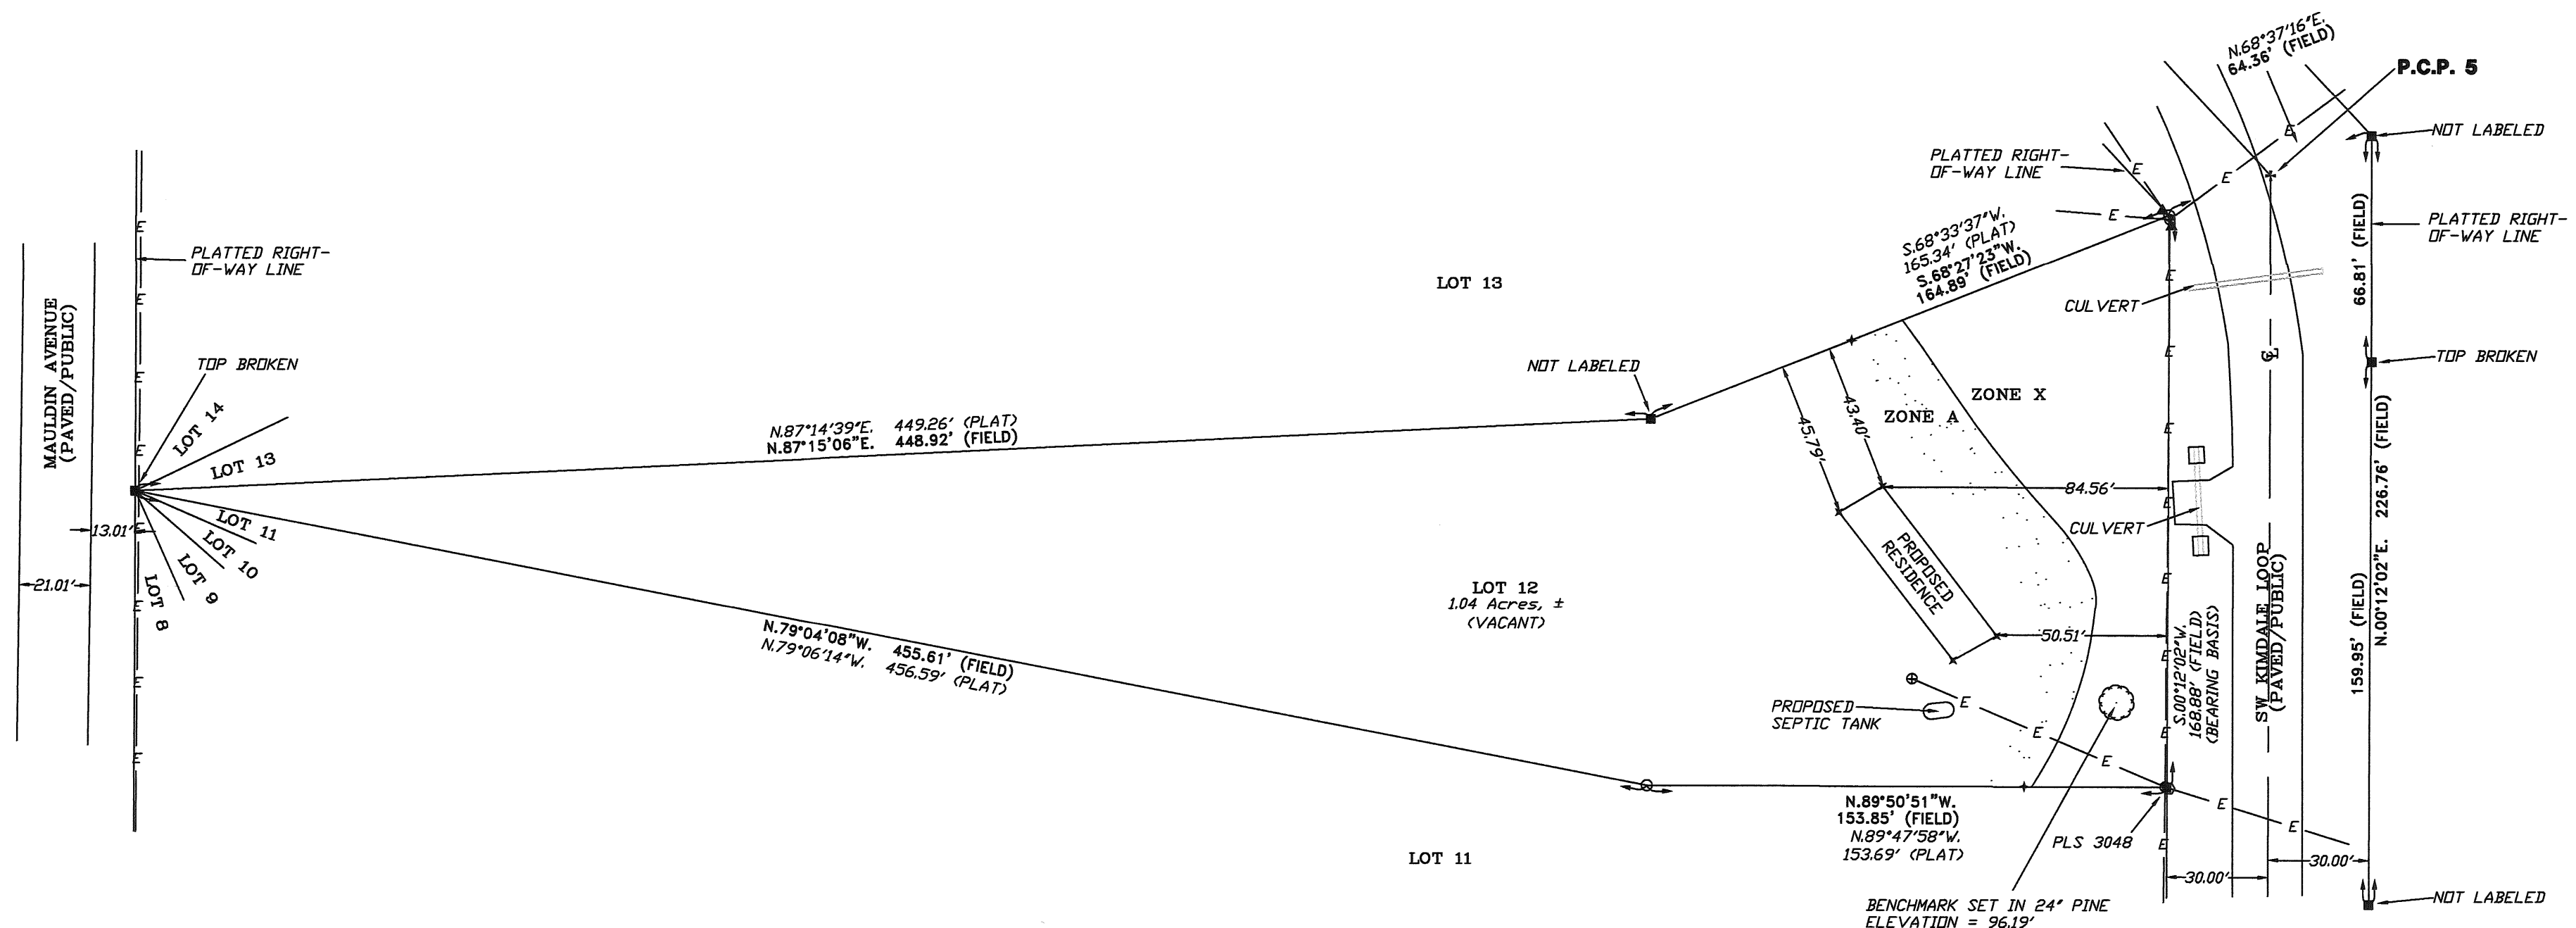 N.68°37'16"E.
64.36' (FIELD)
P.C.P. 5
NOT LABELED
PLATTED RIGHT-
OF-WAY LINE
E
E
E
E
PLATTED RIGHT-
OF-WAY LINE
66.81' (FIELD)
PLATTED RIGHT-
OF-WAY LINE
S.68°33'37"W.
165.34' (PLAT)
S.68°27'23"W.
164.89' (FIELD)
LOT 13
CULVERT
E
E
E
E
E
MAULDIN AVENUE
(PAVED/PUBLIC)
TOP BROKEN
NOT LABELED
℄
TOP BROKEN
ZONE X
ZONE A
43.40'
45.79'
LOT 14
LOT 13
N.87°14'39"E. 449.26' (PLAT)
N.87°15'06"E. 448.92' (FIELD)
E
E
84.56'
E
CULVERT
N.00°12'02"E. 226.76' (FIELD)
13.01'
E
LOT 11
LOT 10
LOT 9
LOT 8
21.01'
E
E
E
PROPOSED
RESIDENCE
LOT 12
1.04 Acres, ±
(VACANT)
E
50.51'
E
S.00°12'02"W.
168.88' (FIELD)
(BEARING BASIS)
SW KIMDALE LOOP
(PAVED/PUBLIC)
159.95' (FIELD)
N.79°04'08"W. 455.61' (FIELD)
N.79°06'14"W. 456.59' (PLAT)
PROPOSED
SEPTIC TANK
E
E
E
E
E
E
E
N.89°50'51"W.
153.85' (FIELD)
N.89°47'58"W.
153.69' (PLAT)
PLS 3048
LOT 11
30.00'
30.00'
NOT LABELED
BENCHMARK SET IN 24" PINE
ELEVATION = 96.19'